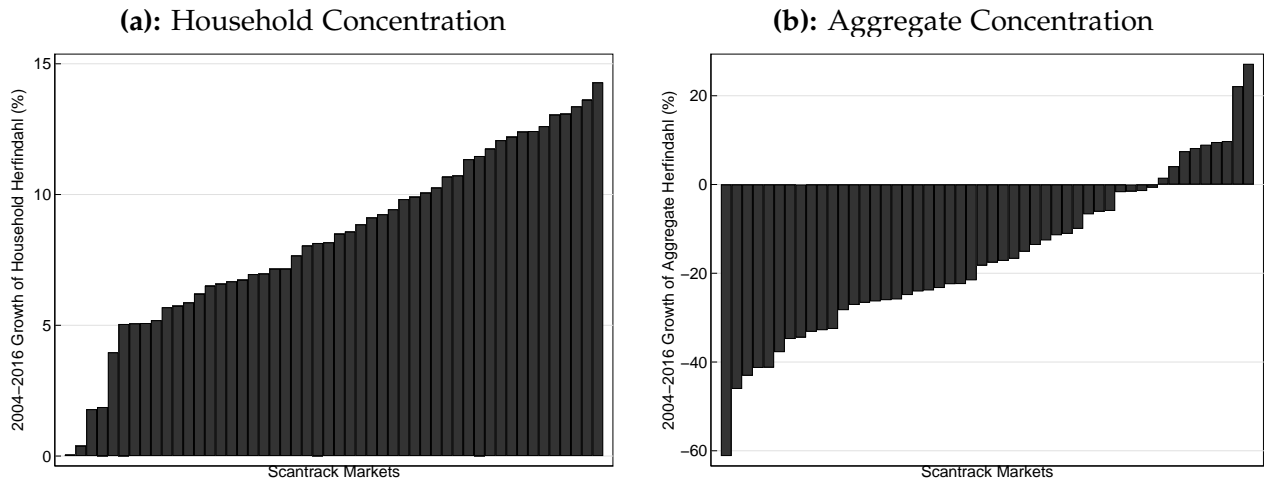 (a): Household Concentration
2004–2016 Growth of Household Herfindahl (%)
15
10
5
0
Scantrack Markets
(b): Aggregate Concentration
2004–2016 Growth of Aggregate Herfindahl (%)
20
0
−20
−40
−60
Scantrack Markets